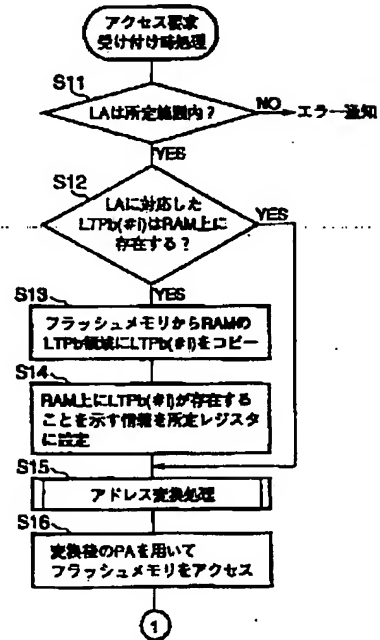 アクセス要求
受け付け時処理
S11
LAは所定範囲内？
NO
エラー通知
YES
S12
LAに対応した
LTPb(#i)はRAM上に
存在する？
YES
YES
S13
フラッシュメモリからRAMの
LTPb領域にLTPb(#i)をコピー
S14
RAM上にLTPb(#i)が存在する
ことを示す情報を所定レジスタ
に設定
S15
アドレス変換処理
S16
変換後のPAを用いて
フラッシュメモリをアクセス
1